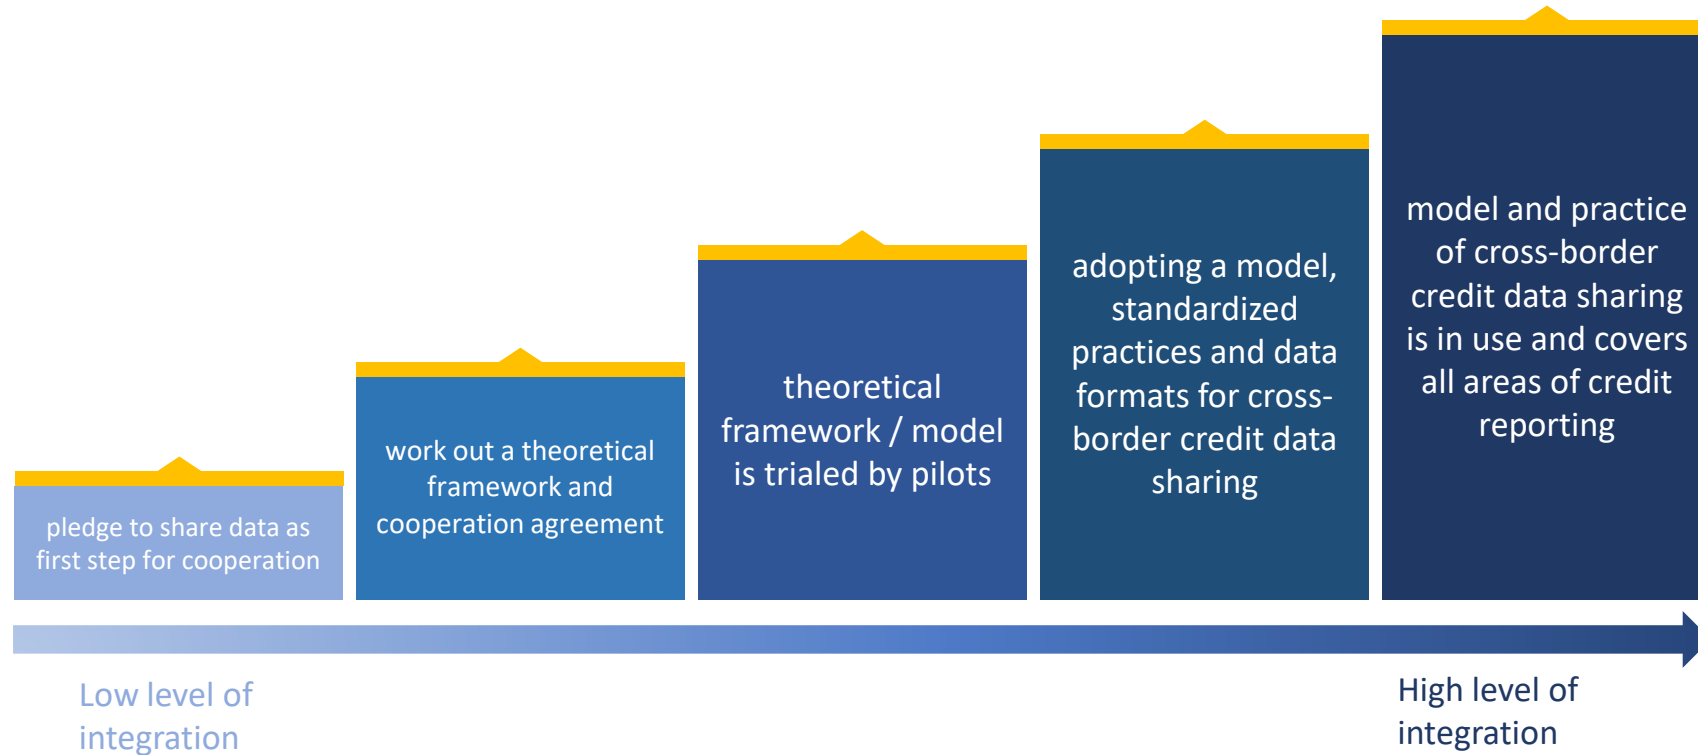 pledge to share data as
first step for cooperation
work out a theoretical
framework and
cooperation agreement
theoretical
framework / model
is trialed by pilots
adopting a model,
standardized
practices and data
formats for cross-
border credit data
sharing
model and practice
of cross-border
credit data sharing
is in use and covers
all areas of credit
reporting
Low level of
integration
High level of
integration